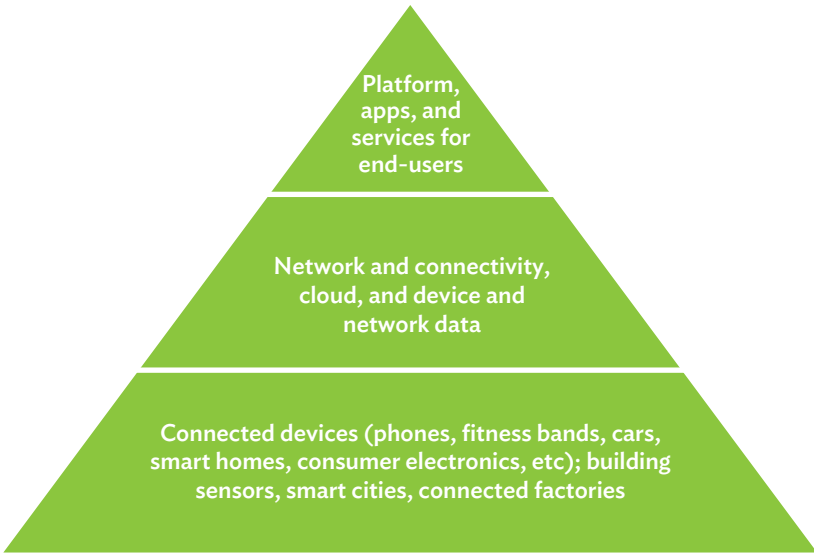 Platform,
apps, and
services for
end-users
Network and connectivity,
cloud, and device and
network data
Connected devices (phones, fitness bands, cars,
smart homes, consumer electronics, etc); building
sensors, smart cities, connected factories